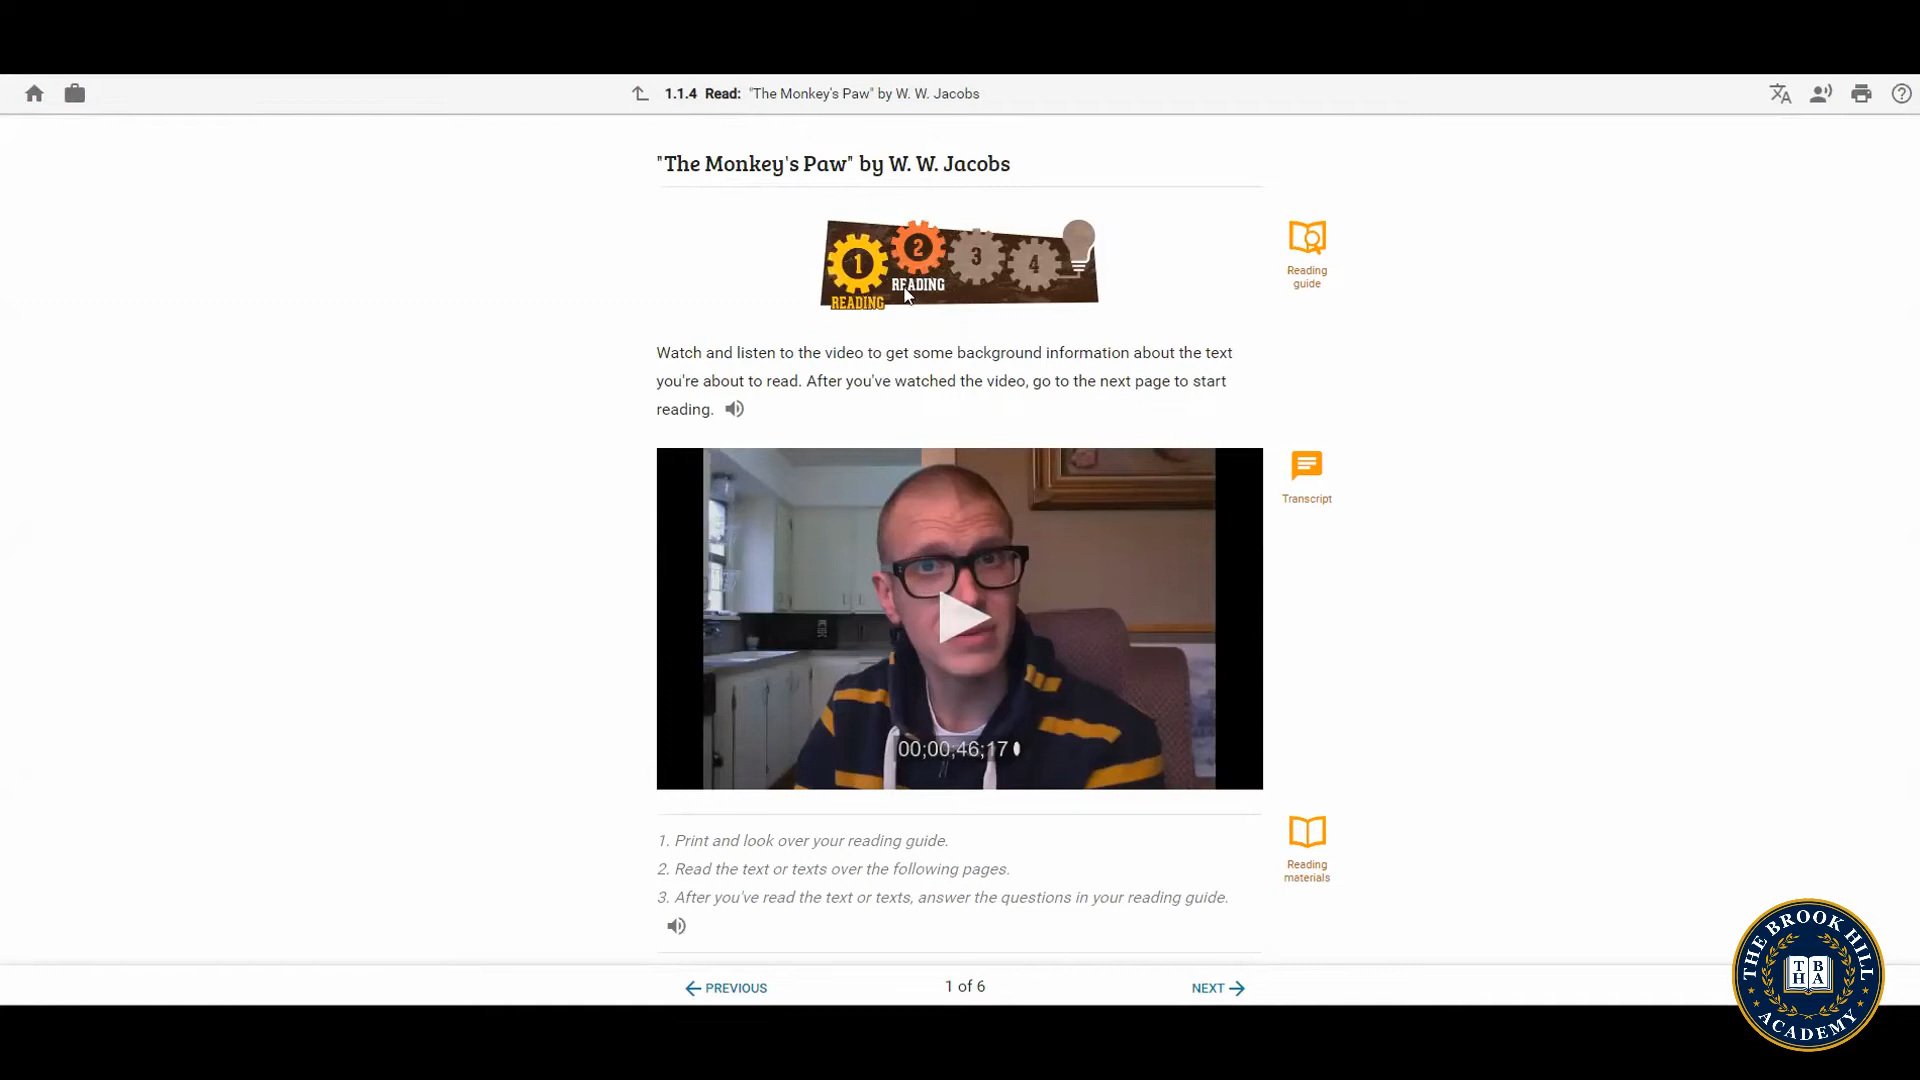 1.1.4 Read: "The Monkey's Paw" by W. W. Jacobs
"The Monkey's Paw" by W. W. Jacobs
1
2
3
4
READING
READING
Reading
guide
Watch and listen to the video to get some background information about the text
you're about to read. After you've watched the video, go to the next page to start
reading.
Transcript
00;00;46;17
1. Print and look over your reading guide.
2. Read the text or texts over the following pages.
3. After you've read the text or texts, answer the questions in your reading guide.
Reading
materials
PREVIOUS
1 of 6
NEXT
THE BROOK HILL
T B
H A
ACADEMY